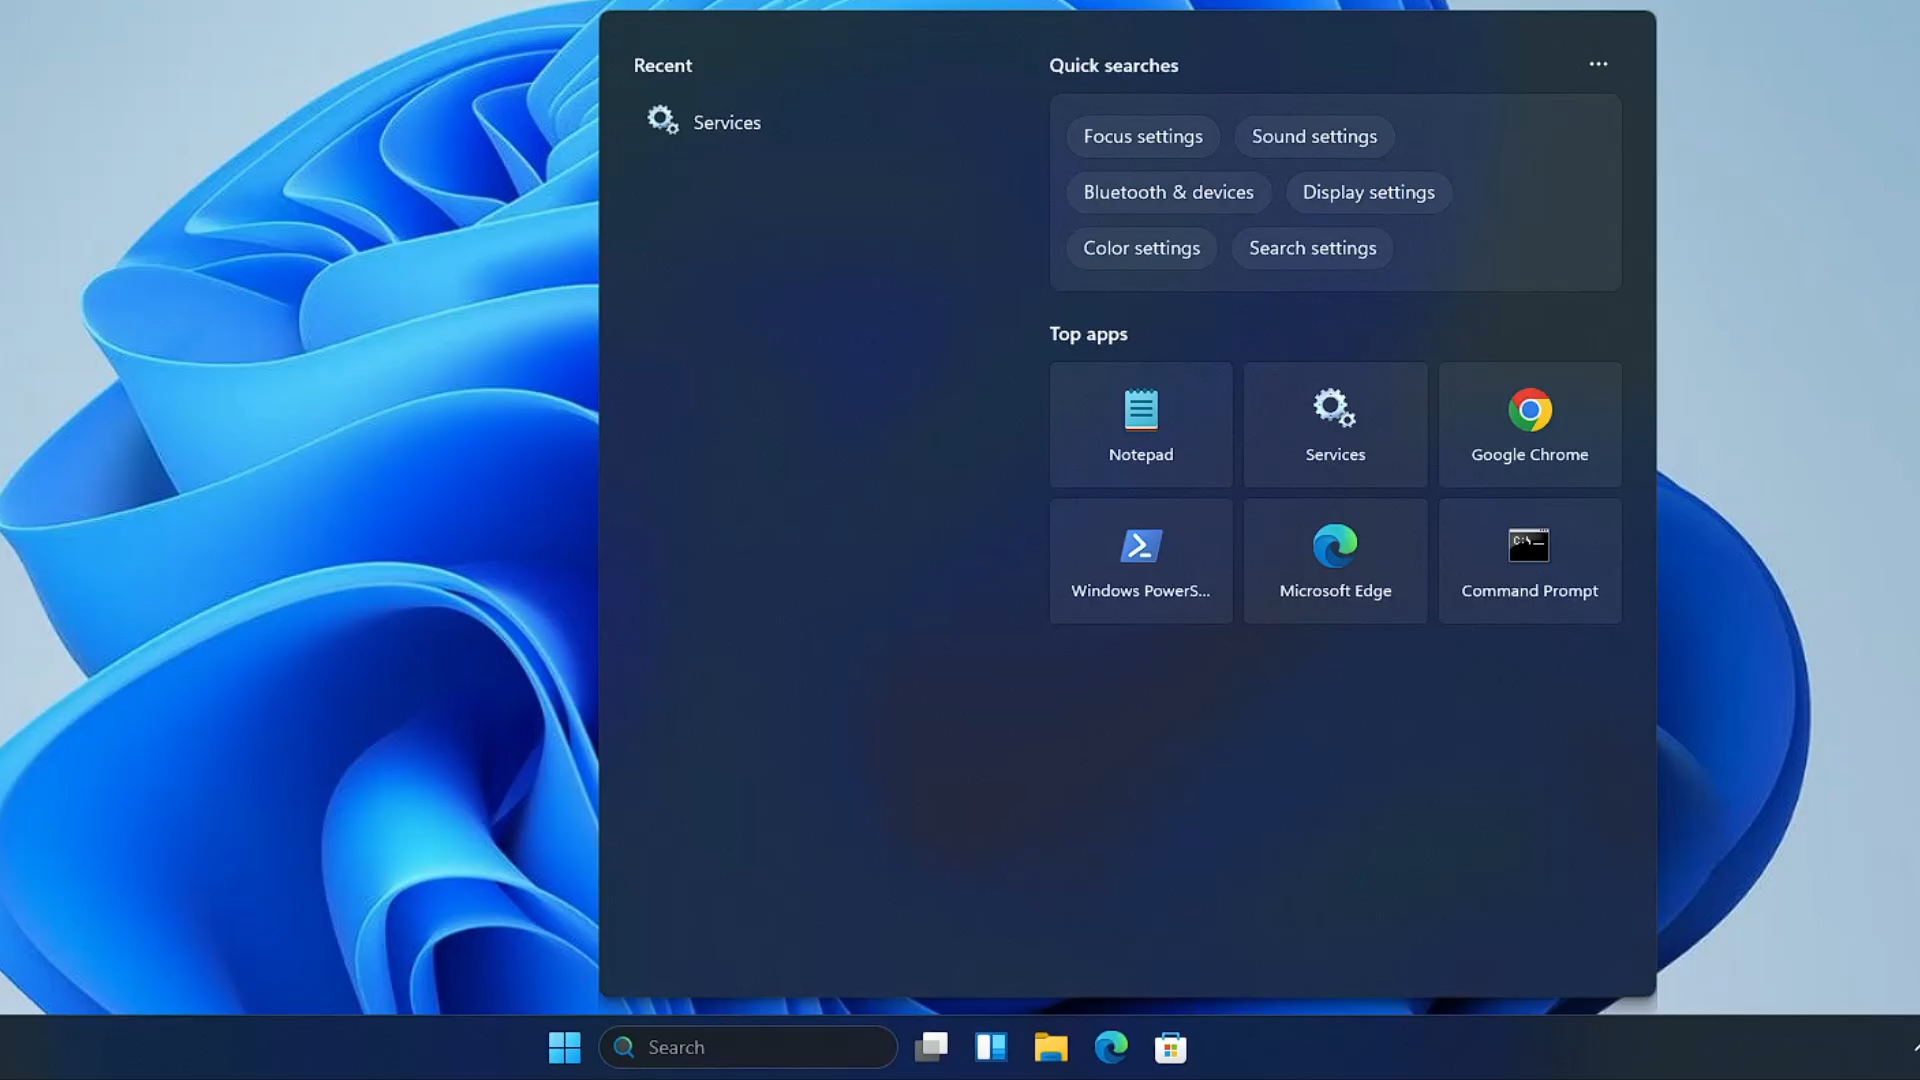 Recent
Services
Quick searches
Focus settings
Sound settings
Bluetooth & devices
Display settings
Color settings
Search settings
Top apps
Notepad
Services
Google Chrome
Windows PowerS...
Microsoft Edge
C:\_
Command Prompt
Search